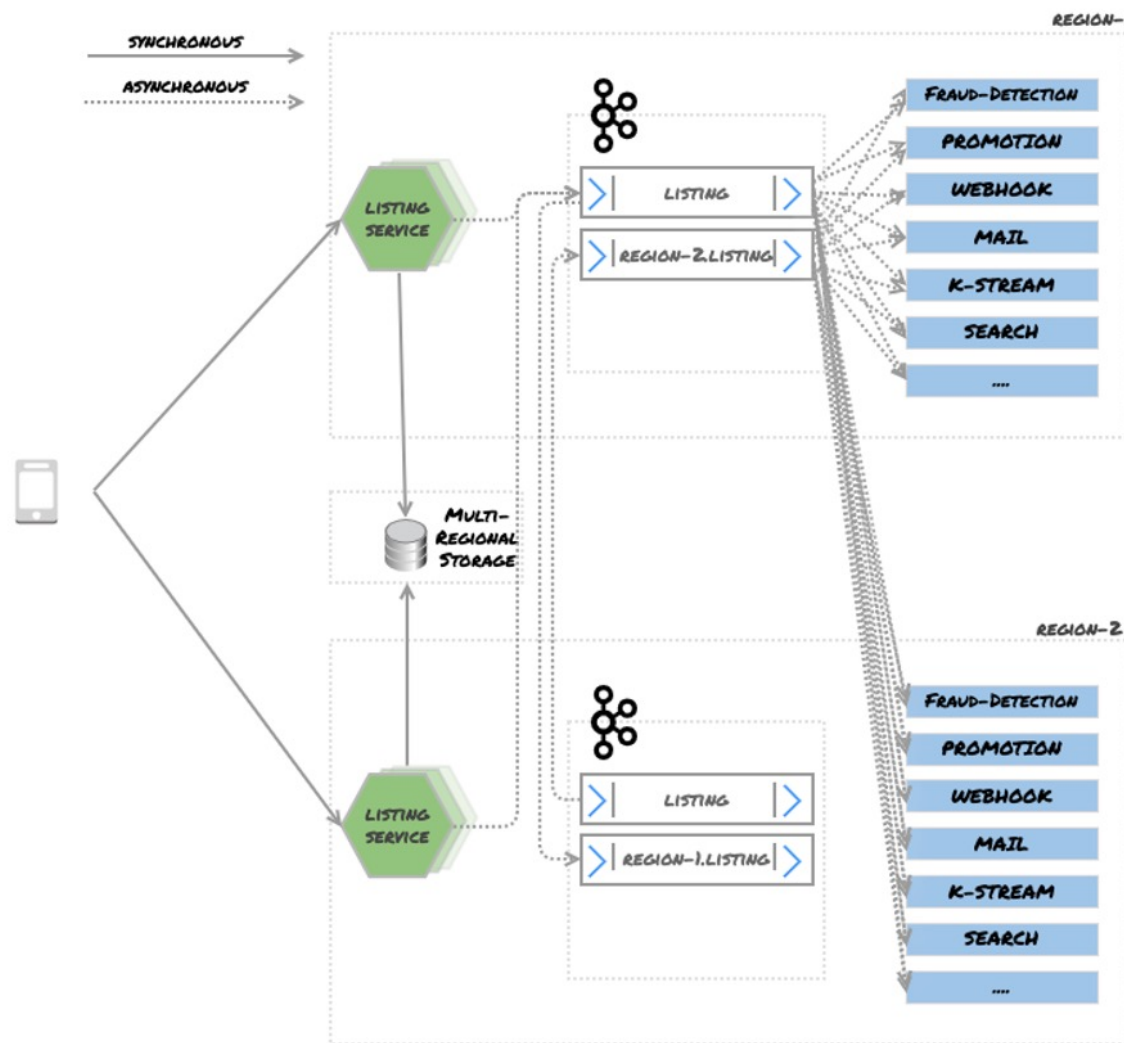 REGION-
SYNCHRONOUS
ASYNCHRONOUS
FRAUD-DETECTION
PROMOTION
WEBHOOK
MAIL
K-STREAM
SEARCH
....
LISTING
SERVICE
LISTING
REGION-2.LISTING
MULTI-
REGIONAL
STORAGE
REGION-2
FRAUD-DETECTION
PROMOTION
WEBHOOK
MAIL
K-STREAM
SEARCH
....
LISTING
SERVICE
LISTING
REGION-1.LISTING